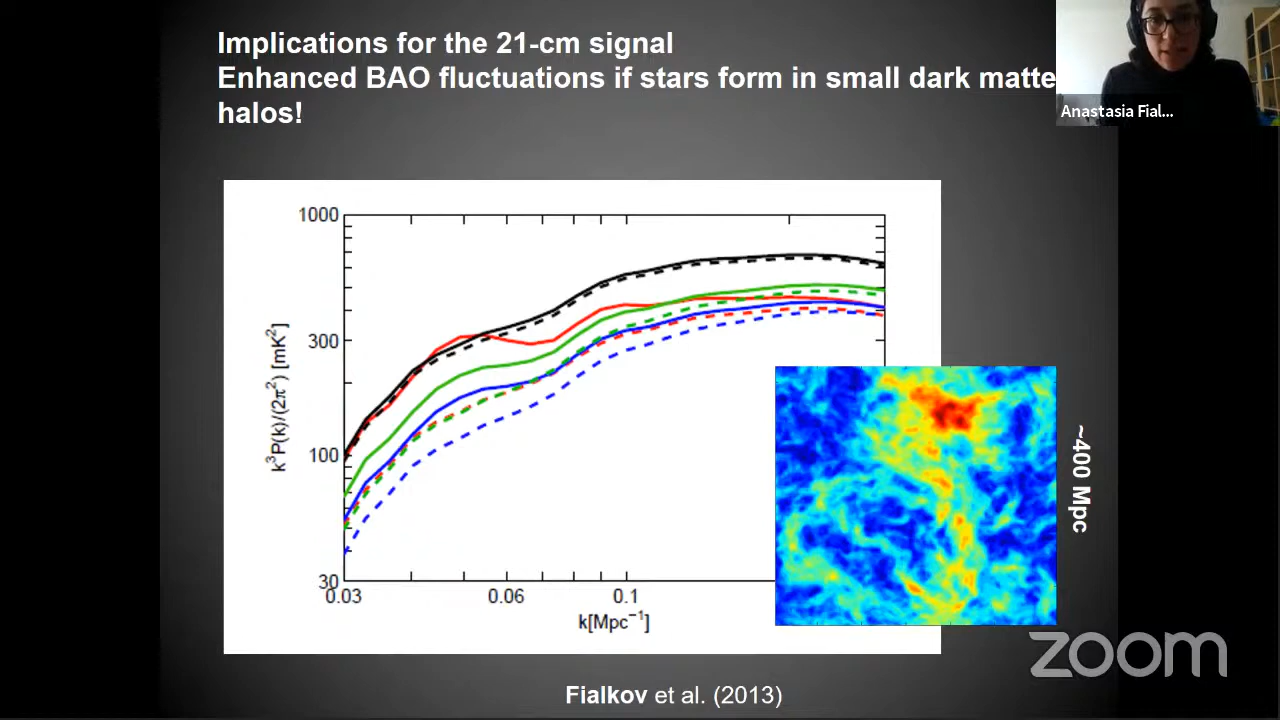 Implications for the 21-cm signal
Enhanced BAO fluctuations if stars form in small dark matte
halos!
Anastasia Fial...
1000
300
100
30
k³P(k)/(2π²) [mK²]
0.03
0.06
0.1
k[Mpc⁻¹]
~400 Mpc
zoom
Fialkov et al. (2013)